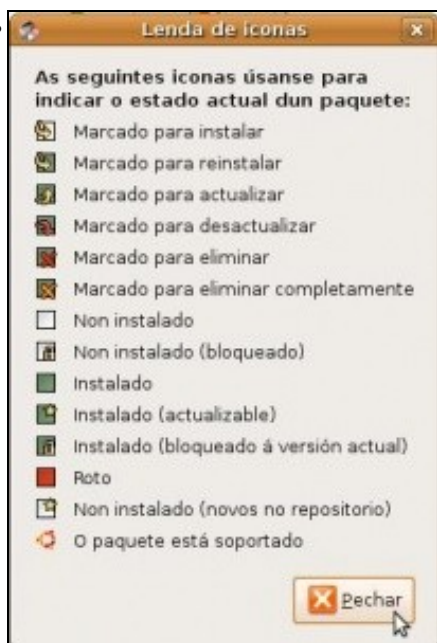 Lenda de iconas
As seguintes iconas úsanse para
indicar o estado actual dun paquete:
Marcado para instalar
Marcado para reinstalar
Marcado para actualizar
Marcado para desactualizar
Marcado para eliminar
Marcado para eliminar completamente
Non instalado
Non instalado (bloqueado)
Instalado
Instalado (actualizable)
Instalado (bloqueado á versión actual)
Roto
Non instalado (novos no repositorio)
O paquete está soportado
Pechar